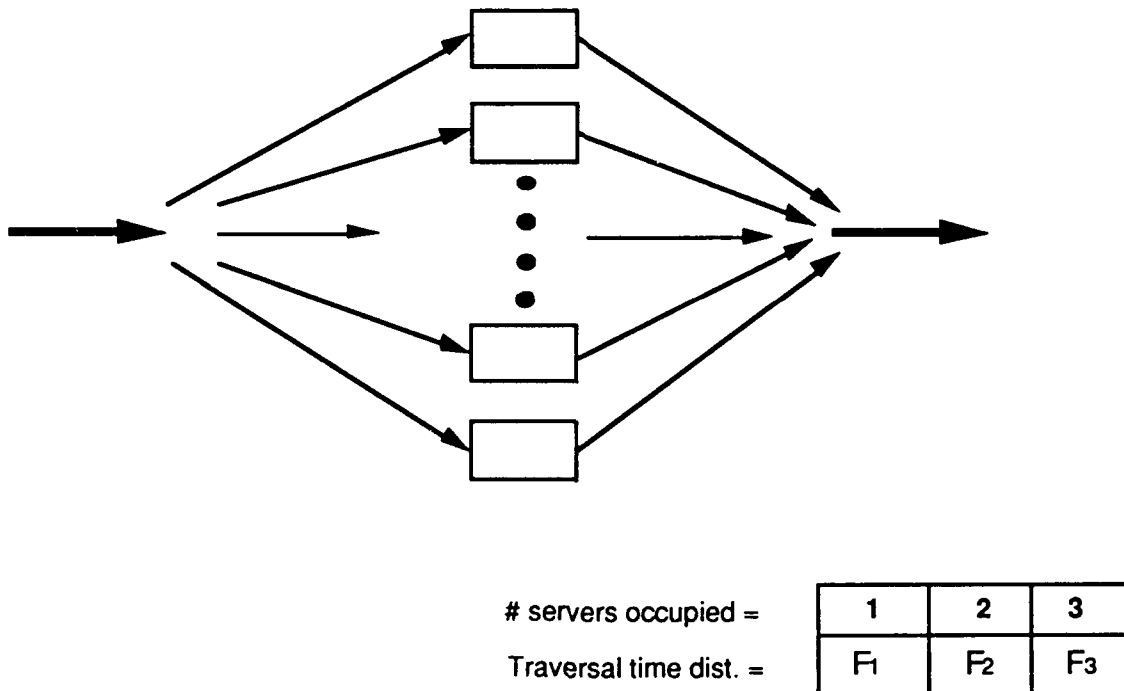 # servers occupied = 1 2 3
Traversal time dist. = F1 F2 F3